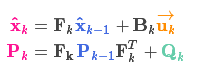 x̂ₖ = Fₖ x̂ₖ₋₁ + Bₖ u⃗ₖ
Pₖ = Fₖ Pₖ₋₁ Fₖᵀ + Qₖ